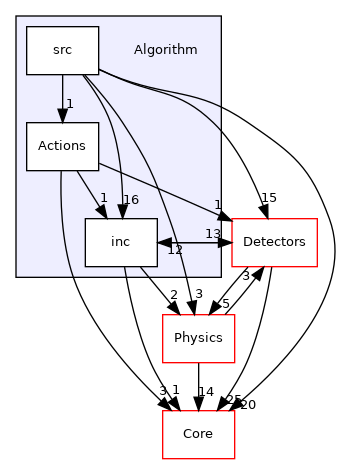 src Algorithm
1
Actions
1 16 1 15
inc 12 13 Detectors
2 3 5 3
Physics
3 1 14 25 20
Core